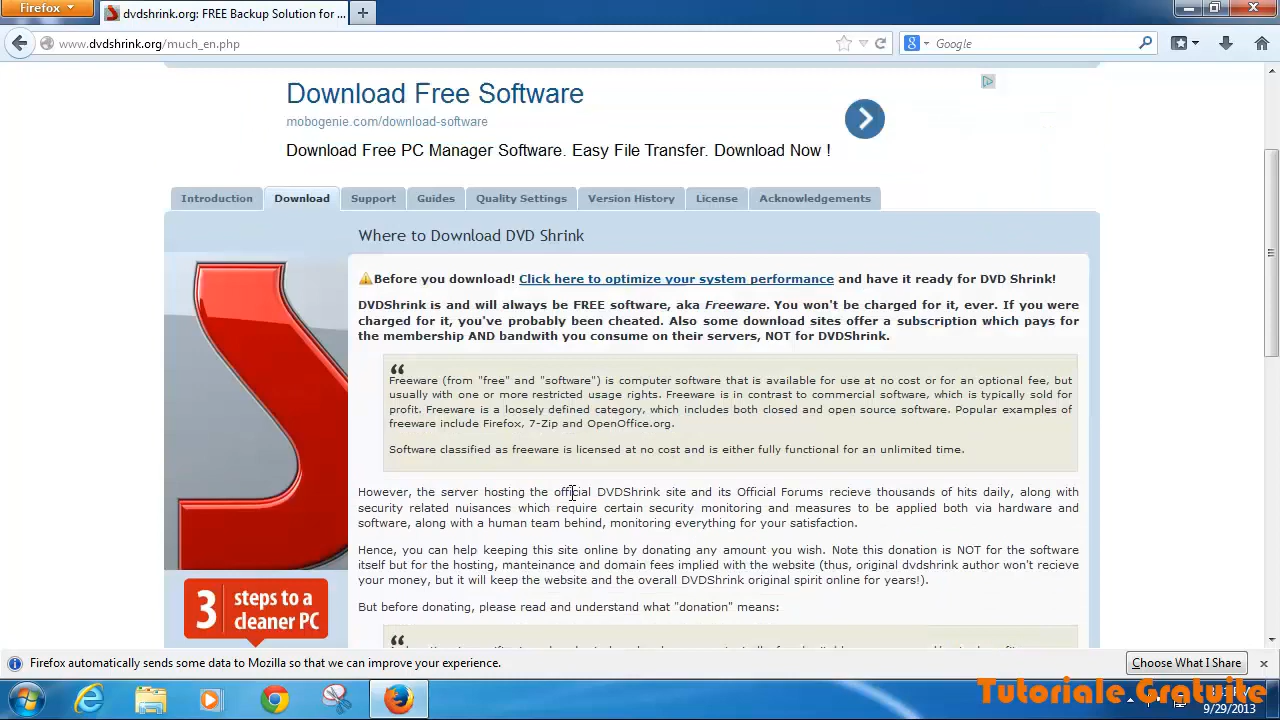 Firefox
dvdshrink.org: FREE Backup Solution for ...
www.dvdshrink.org/much_en.php
Google
Download Free Software
mobogenie.com/download-software
Download Free PC Manager Software. Easy File Transfer. Download Now !
Introduction Download Support Guides Quality Settings Version History License Acknowledgements
Where to Download DVD Shrink
Before you download! Click here to optimize your system performance and have it ready for DVD Shrink!
DVDShrink is and will always be FREE software, aka Freeware. You won't be charged for it, ever. If you were
charged for it, you've probably been cheated. Also some download sites offer a subscription which pays for
the membership AND bandwith you consume on their servers, NOT for DVDShrink.
Freeware (from "free" and "software") is computer software that is available for use at no cost or for an optional fee, but
usually with one or more restricted usage rights. Freeware is in contrast to commercial software, which is typically sold for
profit. Freeware is a loosely defined category, which includes both closed and open source software. Popular examples of
freeware include Firefox, 7-Zip and OpenOffice.org.
Software classified as freeware is licensed at no cost and is either fully functional for an unlimited time.
However, the server hosting the official DVDShrink site and its Official Forums recieve thousands of hits daily, along with
security related nuisances which require certain security monitoring and measures to be applied both via hardware and
software, along with a human team behind, monitoring everything for your satisfaction.
Hence, you can help keeping this site online by donating any amount you wish. Note this donation is NOT for the software
itself but for the hosting, manteinance and domain fees implied with the website (thus, original dvdshrink author won't recieve
your money, but it will keep the website and the overall DVDShrink original spirit online for years!).
But before donating, please read and understand what "donation" means:
3 steps to a
cleaner PC
Firefox automatically sends some data to Mozilla so that we can improve your experience.
Choose What I Share
Tutoriale Gratuite
9/29/2013